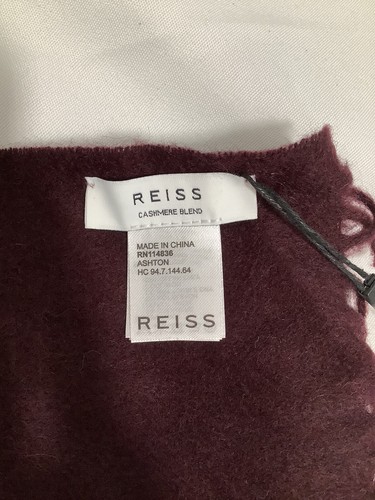 REISS
CASHMERE BLEND
MADE IN CHINA
RN114836
ASHTON
HC 94.7.144.64
REISS